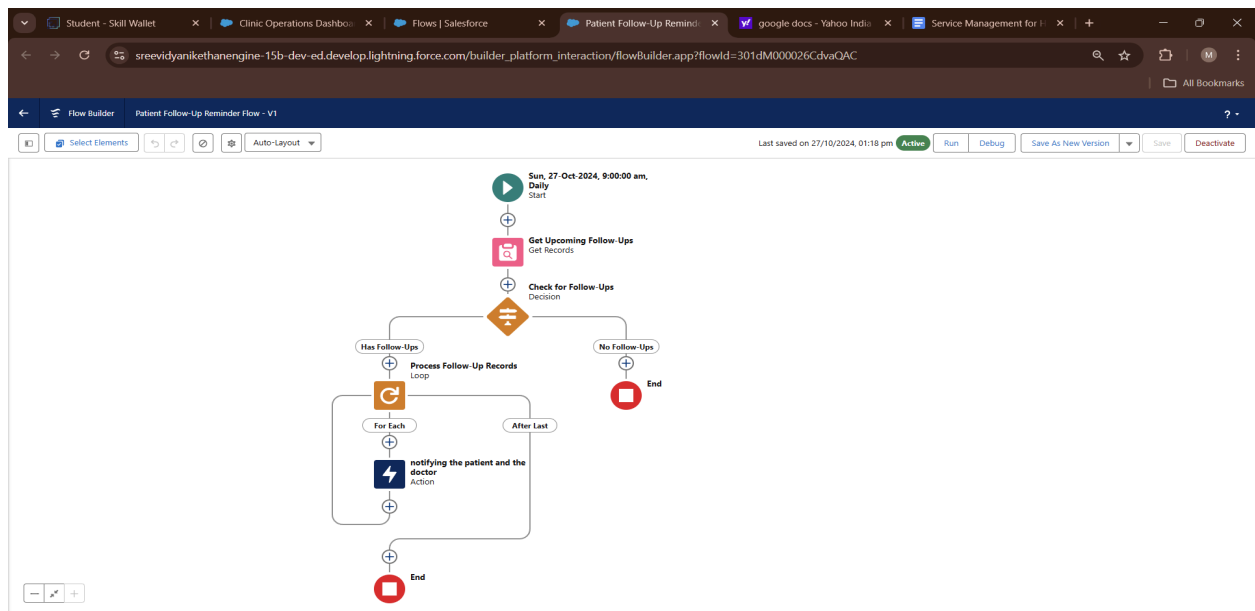 Student - Skill Wallet
Clinic Operations Dashboa
Flows | Salesforce
Patient Follow-Up Reminde
google docs - Yahoo India
Service Management for H
sreevidyanikethanengine-15b-dev-ed.develop.lightning.force.com/builder_platform_interaction/flowBuilder.app?flowId=301dM000026CdvaQAC
M
All Bookmarks
Flow Builder
Patient Follow-Up Reminder Flow - V1
?
Select Elements
Auto-Layout
Last saved on 27/10/2024, 01:18 pm
Active
Run
Debug
Save As New Version
Save
Deactivate
Sun, 27-Oct-2024, 9:00:00 am,
Daily
Start
Get Upcoming Follow-Ups
Get Records
Check for Follow-Ups
Decision
Has Follow-Ups
No Follow-Ups
Process Follow-Up Records
Loop
End
For Each
After Last
notifying the patient and the
doctor
Action
End